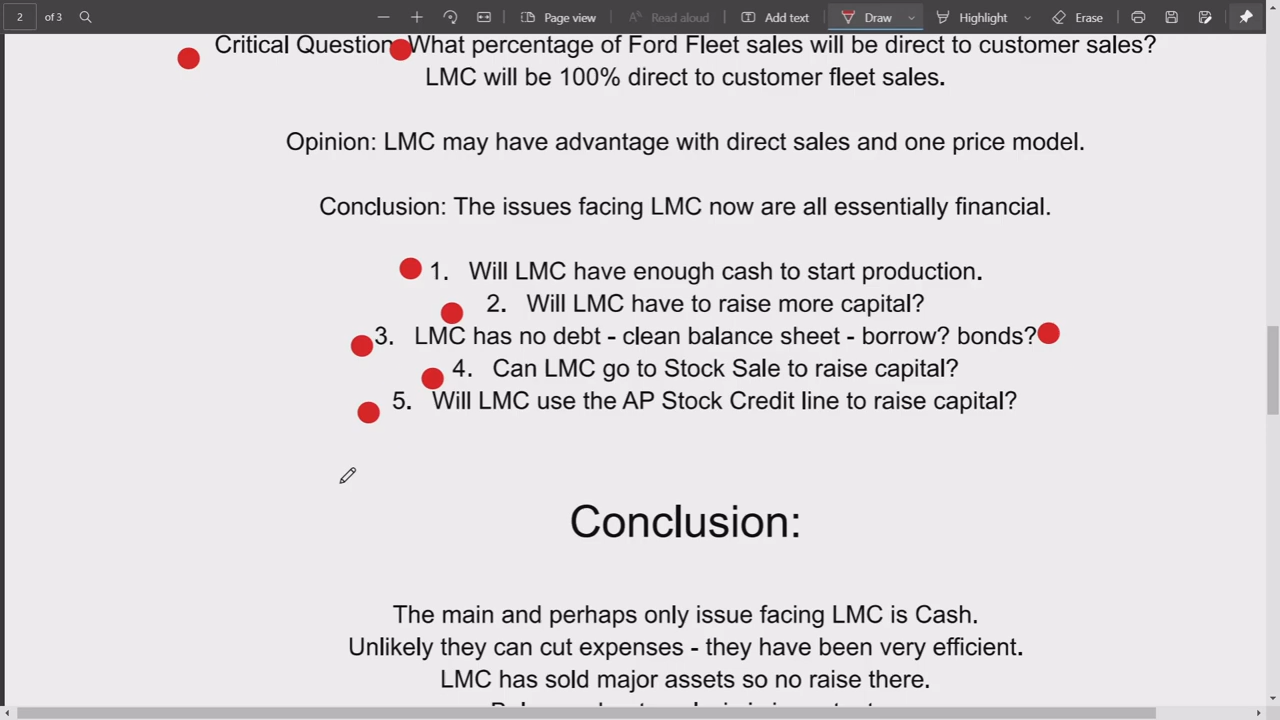 2 of 3 Page view Read aloud Add text Draw Highlight Erase
Critical Question What percentage of Ford Fleet sales will be direct to customer sales?
LMC will be 100% direct to customer fleet sales.
Opinion: LMC may have advantage with direct sales and one price model.
Conclusion: The issues facing LMC now are all essentially financial.
1. Will LMC have enough cash to start production.
2. Will LMC have to raise more capital?
3. LMC has no debt - clean balance sheet - borrow? bonds?
4. Can LMC go to Stock Sale to raise capital?
5. Will LMC use the AP Stock Credit line to raise capital?
Conclusion:
The main and perhaps only issue facing LMC is Cash.
Unlikely they can cut expenses - they have been very efficient.
LMC has sold major assets so no raise there.